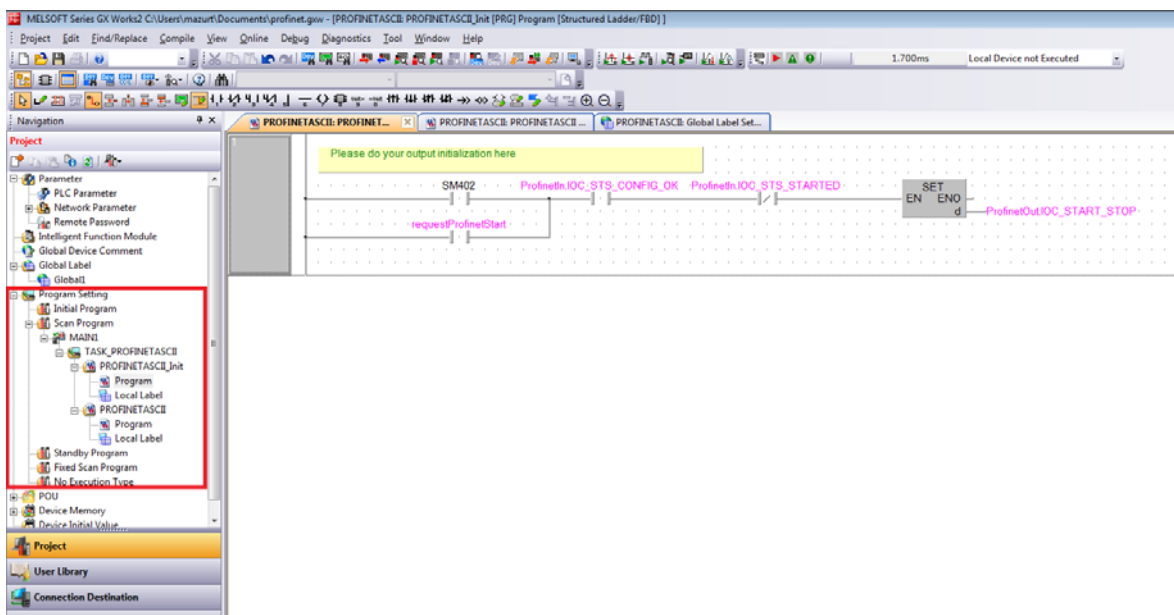 MELSOFT Series GX Works2 C:\Users\mazurt\Documents\profinet.gxw - [PROFINETASCII: PROFINETASCII_Init [PRG] Program [Structured Ladder/FBD] ]
Project Edit Find/Replace Compile View Online Debug Diagnostics Tool Window Help
1.700ms Local Device not Executed
Navigation
PROFINETASCII: PROFINET...
PROFINETASCII: PROFINETASCII ...
PROFINETASCII: Global Label Set...
Project
Parameter
PLC Parameter
Network Parameter
Remote Password
Intelligent Function Module
Global Device Comment
Global Label
Global1
Program Setting
Initial Program
Scan Program
MAIN1
TASK_PROFINETASCII
PROFINETASCII_Init
Program
Local Label
PROFINETASCII
Program
Local Label
Standby Program
Fixed Scan Program
No Execution Type
POU
Device Memory
Device Initial Value
Project
User Library
Connection Destination
1
Please do your output initialization here
SM402 ProfinetIn.IOC_STS_CONFIG_OK ProfinetIn.IOC_STS_STARTED
requestProfinetStart
SET
EN ENO
d ProfinetOut.IOC_START_STOP